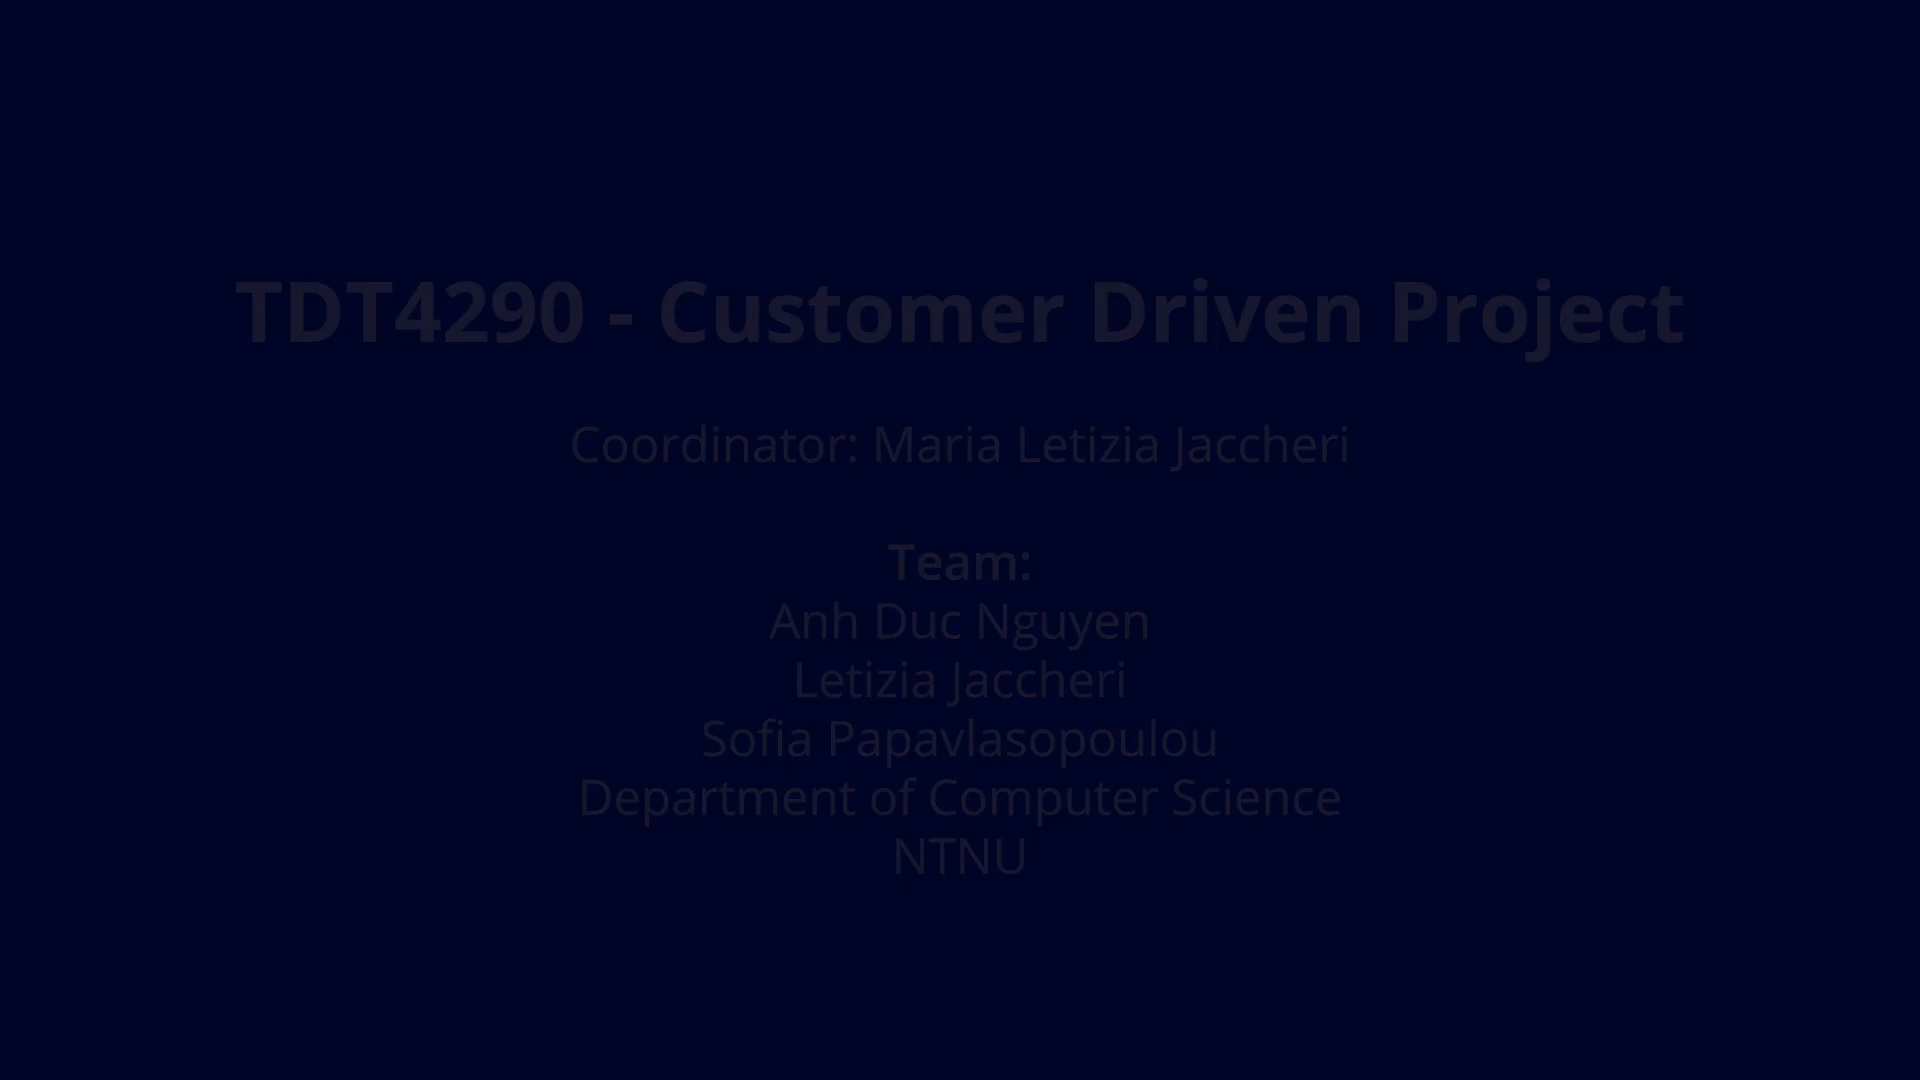 TDT4290 - Customer Driven Project
Coordinator: Maria Letizia Jaccheri
Team:
Anh Duc Nguyen
Letizia Jaccheri
Sofia Papavlasopoulou
Department of Computer Science
NTNU